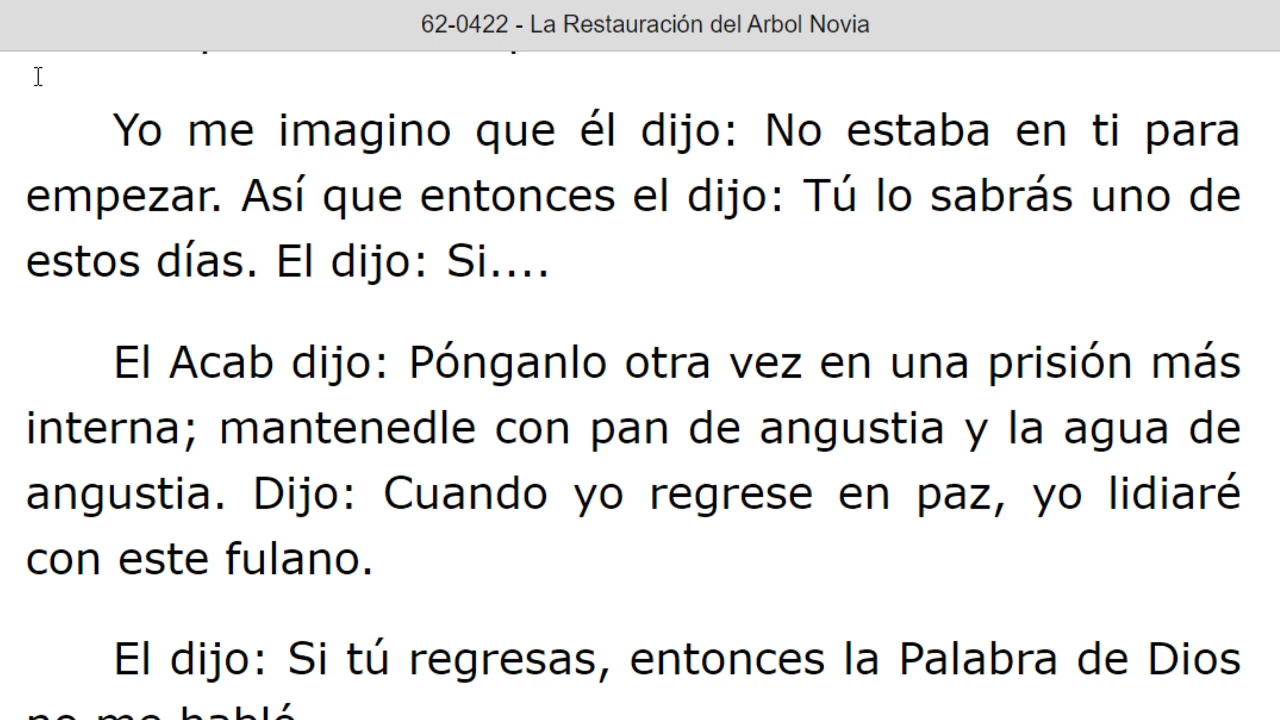 62-0422 - La Restauración del Arbol Novia
Yo me imagino que él dijo: No estaba en ti para
empezar. Así que entonces el dijo: Tú lo sabrás uno de
estos días. El dijo: Si....
El Acab dijo: Pónganlo otra vez en una prisión más
interna; mantenedle con pan de angustia y la agua de
angustia. Dijo: Cuando yo regrese en paz, yo lidiaré
con este fulano.
El dijo: Si tú regresas, entonces la Palabra de Dios
no me habló